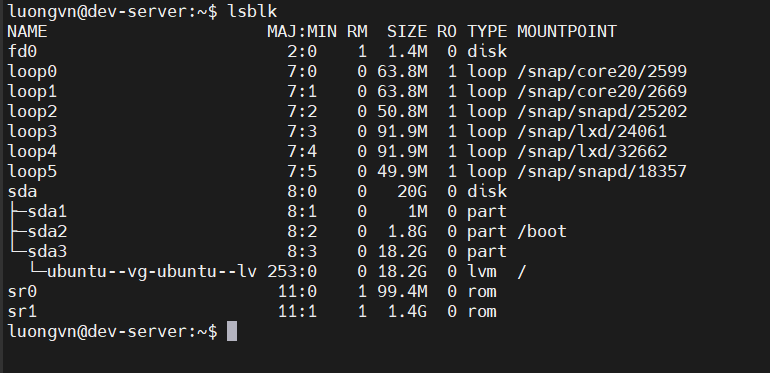 luongvn@dev-server:~$ lsblk
NAME                      MAJ:MIN RM  SIZE RO TYPE MOUNTPOINT
fd0                         2:0    1  1.4M  0 disk
loop0                       7:0    0 63.8M  1 loop /snap/core20/2599
loop1                       7:1    0 63.8M  1 loop /snap/core20/2669
loop2                       7:2    0 50.8M  1 loop /snap/snapd/25202
loop3                       7:3    0 91.9M  1 loop /snap/lxd/24061
loop4                       7:4    0 91.9M  1 loop /snap/lxd/32662
loop5                       7:5    0 49.9M  1 loop /snap/snapd/18357
sda                         8:0    0   20G  0 disk
├─sda1                      8:1    0    1M  0 part
├─sda2                      8:2    0  1.8G  0 part /boot
└─sda3                      8:3    0 18.2G  0 part
  └─ubuntu--vg-ubuntu--lv 253:0    0 18.2G  0 lvm  /
sr0                        11:0    1 99.4M  0 rom
sr1                        11:1    1  1.4G  0 rom
luongvn@dev-server:~$